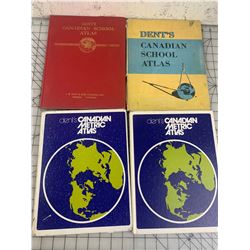 DENT'S
CANADIAN SCHOOL
ATLAS
DENT'S
CANADIAN
SCHOOL
ATLAS
dent's CANADIAN
METRIC
ATLAS
dent's CANADIAN
METRIC
ATLAS